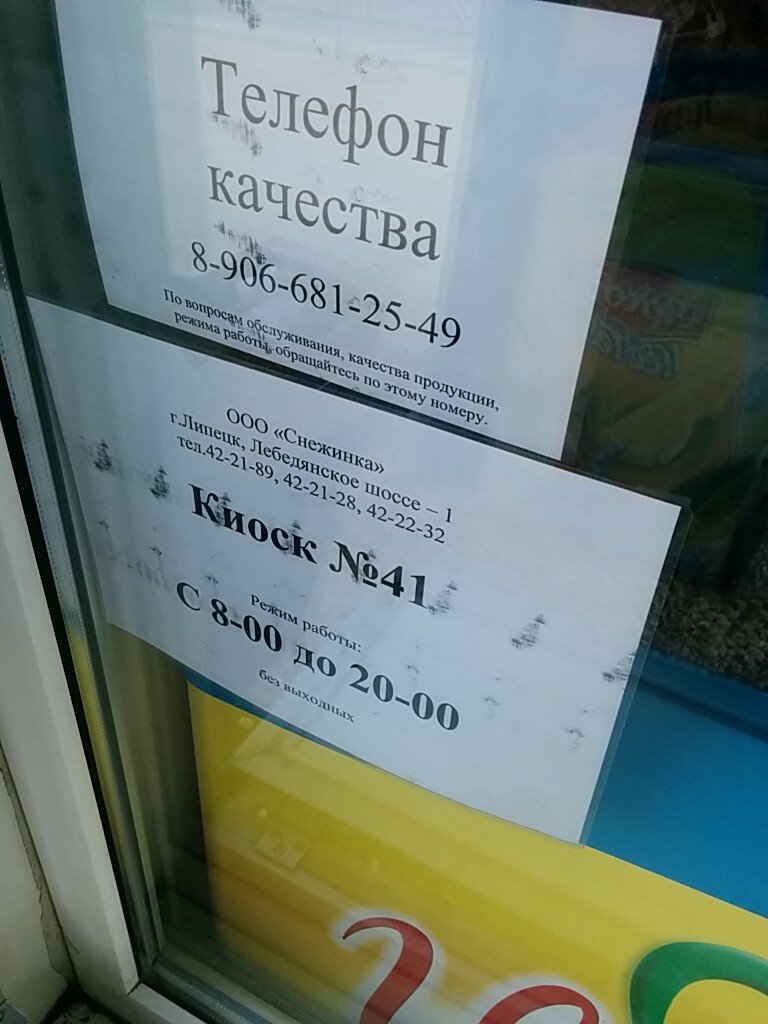 Телефон
качества
8-906-681-25-49
По вопросам обслуживания, качества продукции,
режима работы, обращайтесь по этому номеру.
ООО «Снежинка»
г.Липецк, Лебедянское шоссе – 1
тел.42-21-89, 42-21-28, 42-22-32
Киоск №41
Режим работы:
С 8-00 до 20-00
без выходных